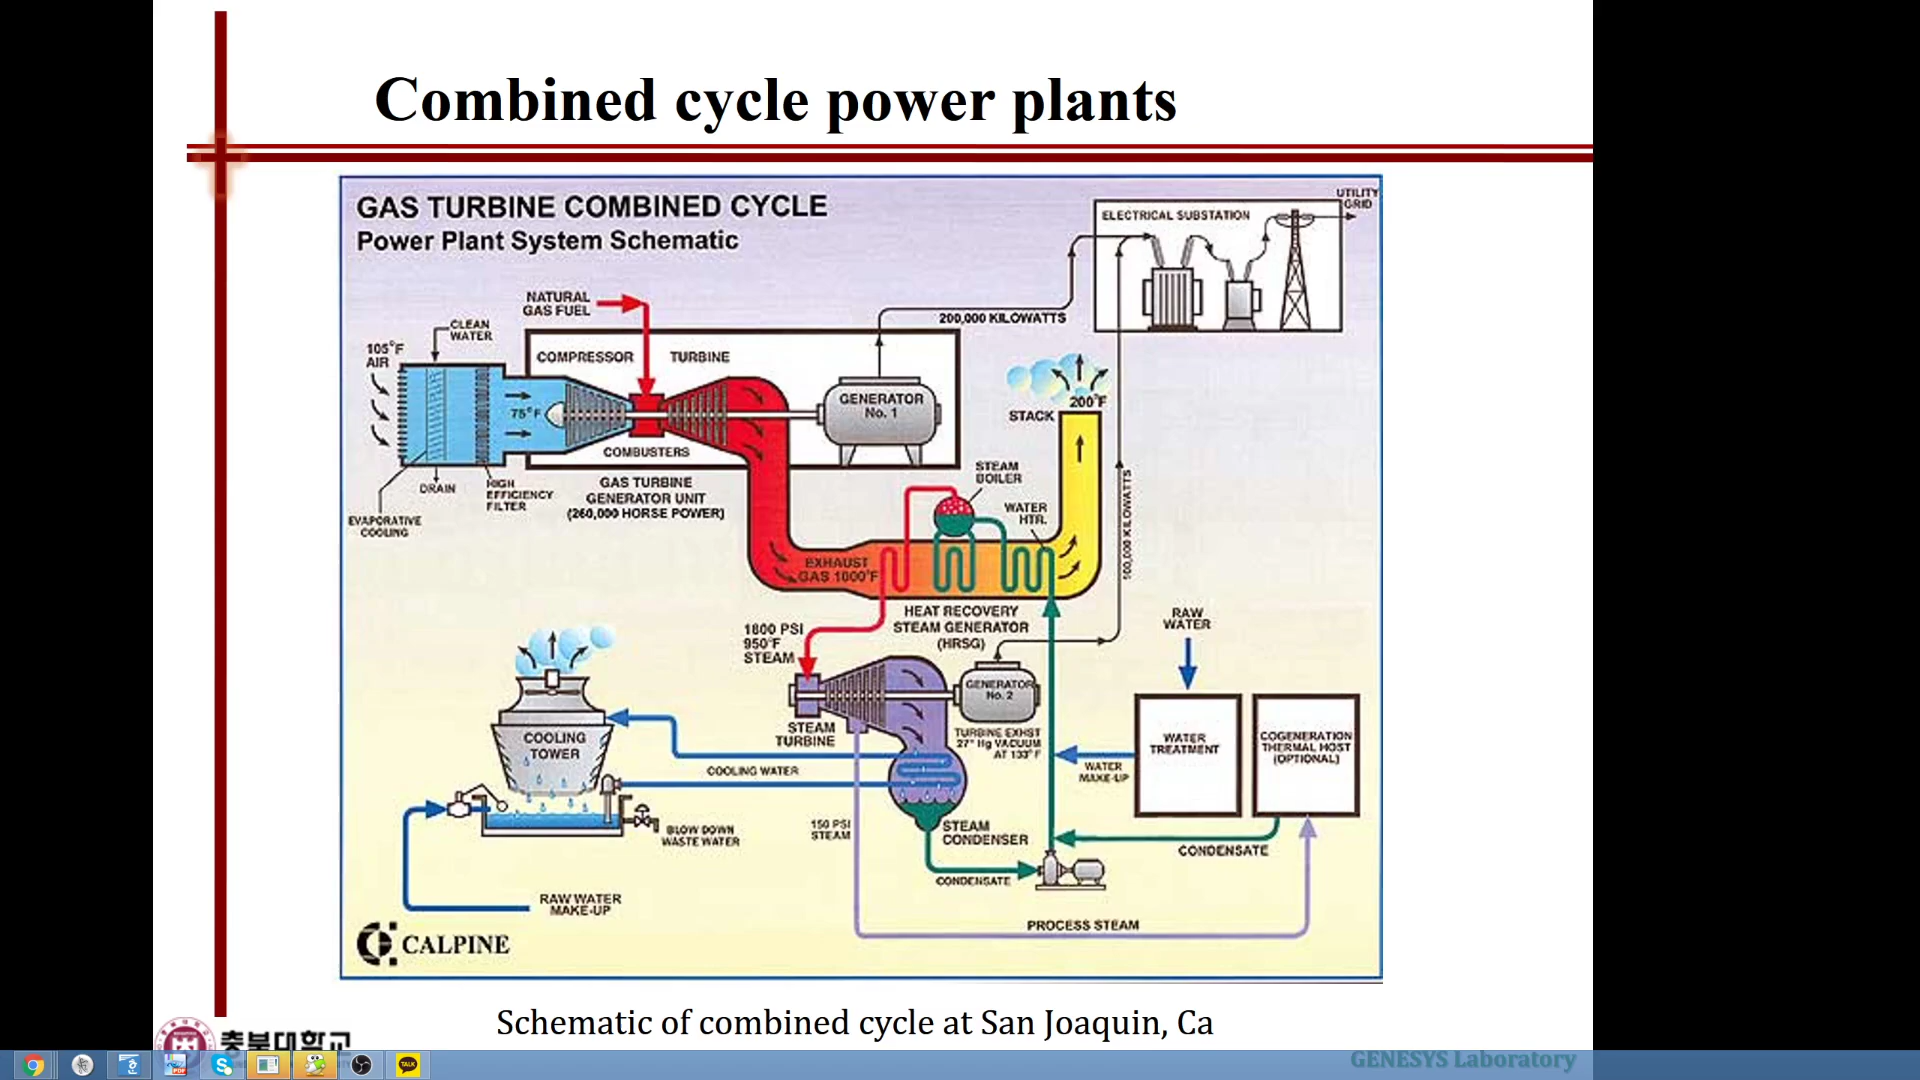 Combined cycle power plants
GAS TURBINE COMBINED CYCLE
Power Plant System Schematic
UTILITY
GRID
ELECTRICAL SUBSTATION
NATURAL
GAS FUEL
200,000 KILOWATTS
CLEAN
WATER
105°F
AIR
COMPRESSOR
TURBINE
75°F
GENERATOR
No. 1
200°F
STACK
COMBUSTERS
DRAIN
HIGH
EFFICIENCY
FILTER
GAS TURBINE
GENERATOR UNIT
(260,000 HORSE POWER)
STEAM
BOILER
WATER
HTR.
EVAPORATIVE
COOLING
KILOWATTS
EXHAUST
GAS 1000°F
HEAT RECOVERY
STEAM GENERATOR
(HRSG)
RAW
WATER
1800 PSI
950°F
STEAM
GENERATOR
No. 2
STEAM
TURBINE
TURBINE EXHST
27" Hg VACUUM
AT 133°F
COOLING
TOWER
COOLING WATER
WATER
MAKE-UP
WATER
TREATMENT
COGENERATION
THERMAL HOST
(OPTIONAL)
BLOW DOWN
WASTE WATER
150 PSI
STEAM
STEAM
CONDENSER
CONDENSATE
CONDENSATE
RAW WATER
MAKE-UP
PROCESS STEAM
CALPINE
Schematic of combined cycle at San Joaquin, Ca
충북대학교
GENESYS Laboratory
TALK